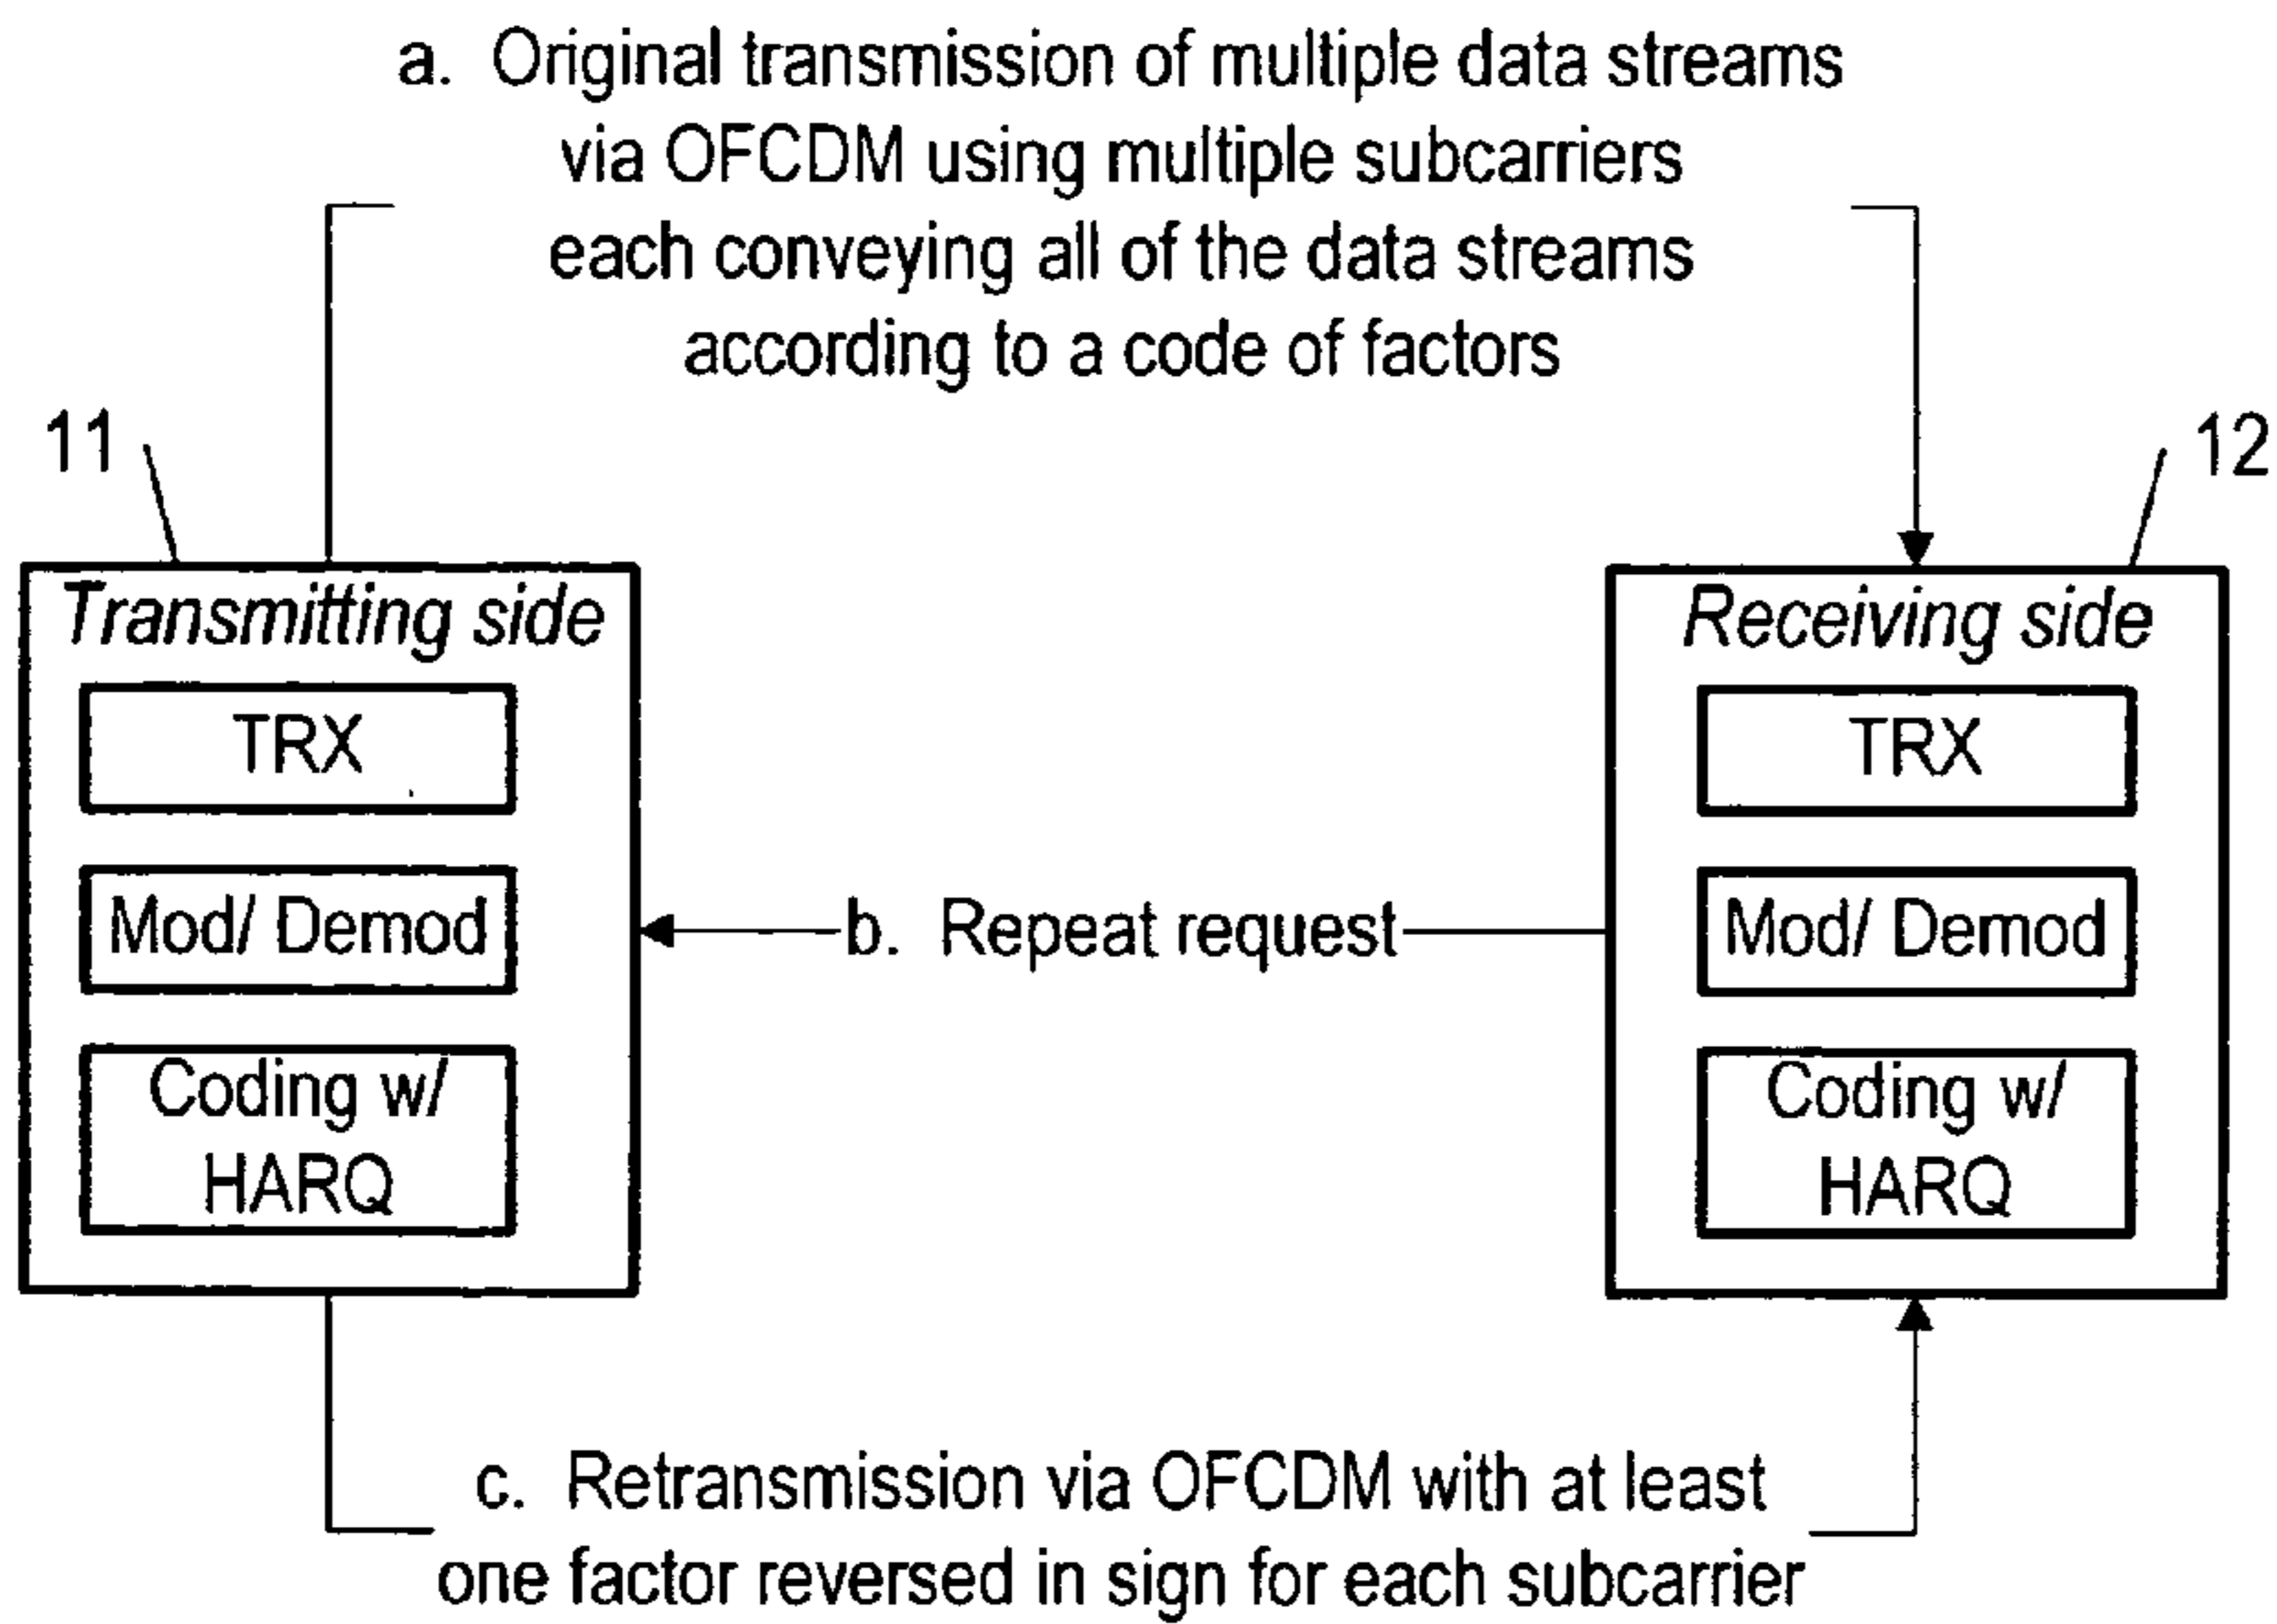 a. Original transmission of multiple data streams
via OFCDM using multiple subcarriers
each conveying all of the data streams
according to a code of factors
11
12
Transmitting side
TRX
Mod/ Demod
Coding w/
HARQ
Receiving side
TRX
Mod/ Demod
Coding w/
HARQ
b. Repeat request
c. Retransmission via OFCDM with at least
one factor reversed in sign for each subcarrier